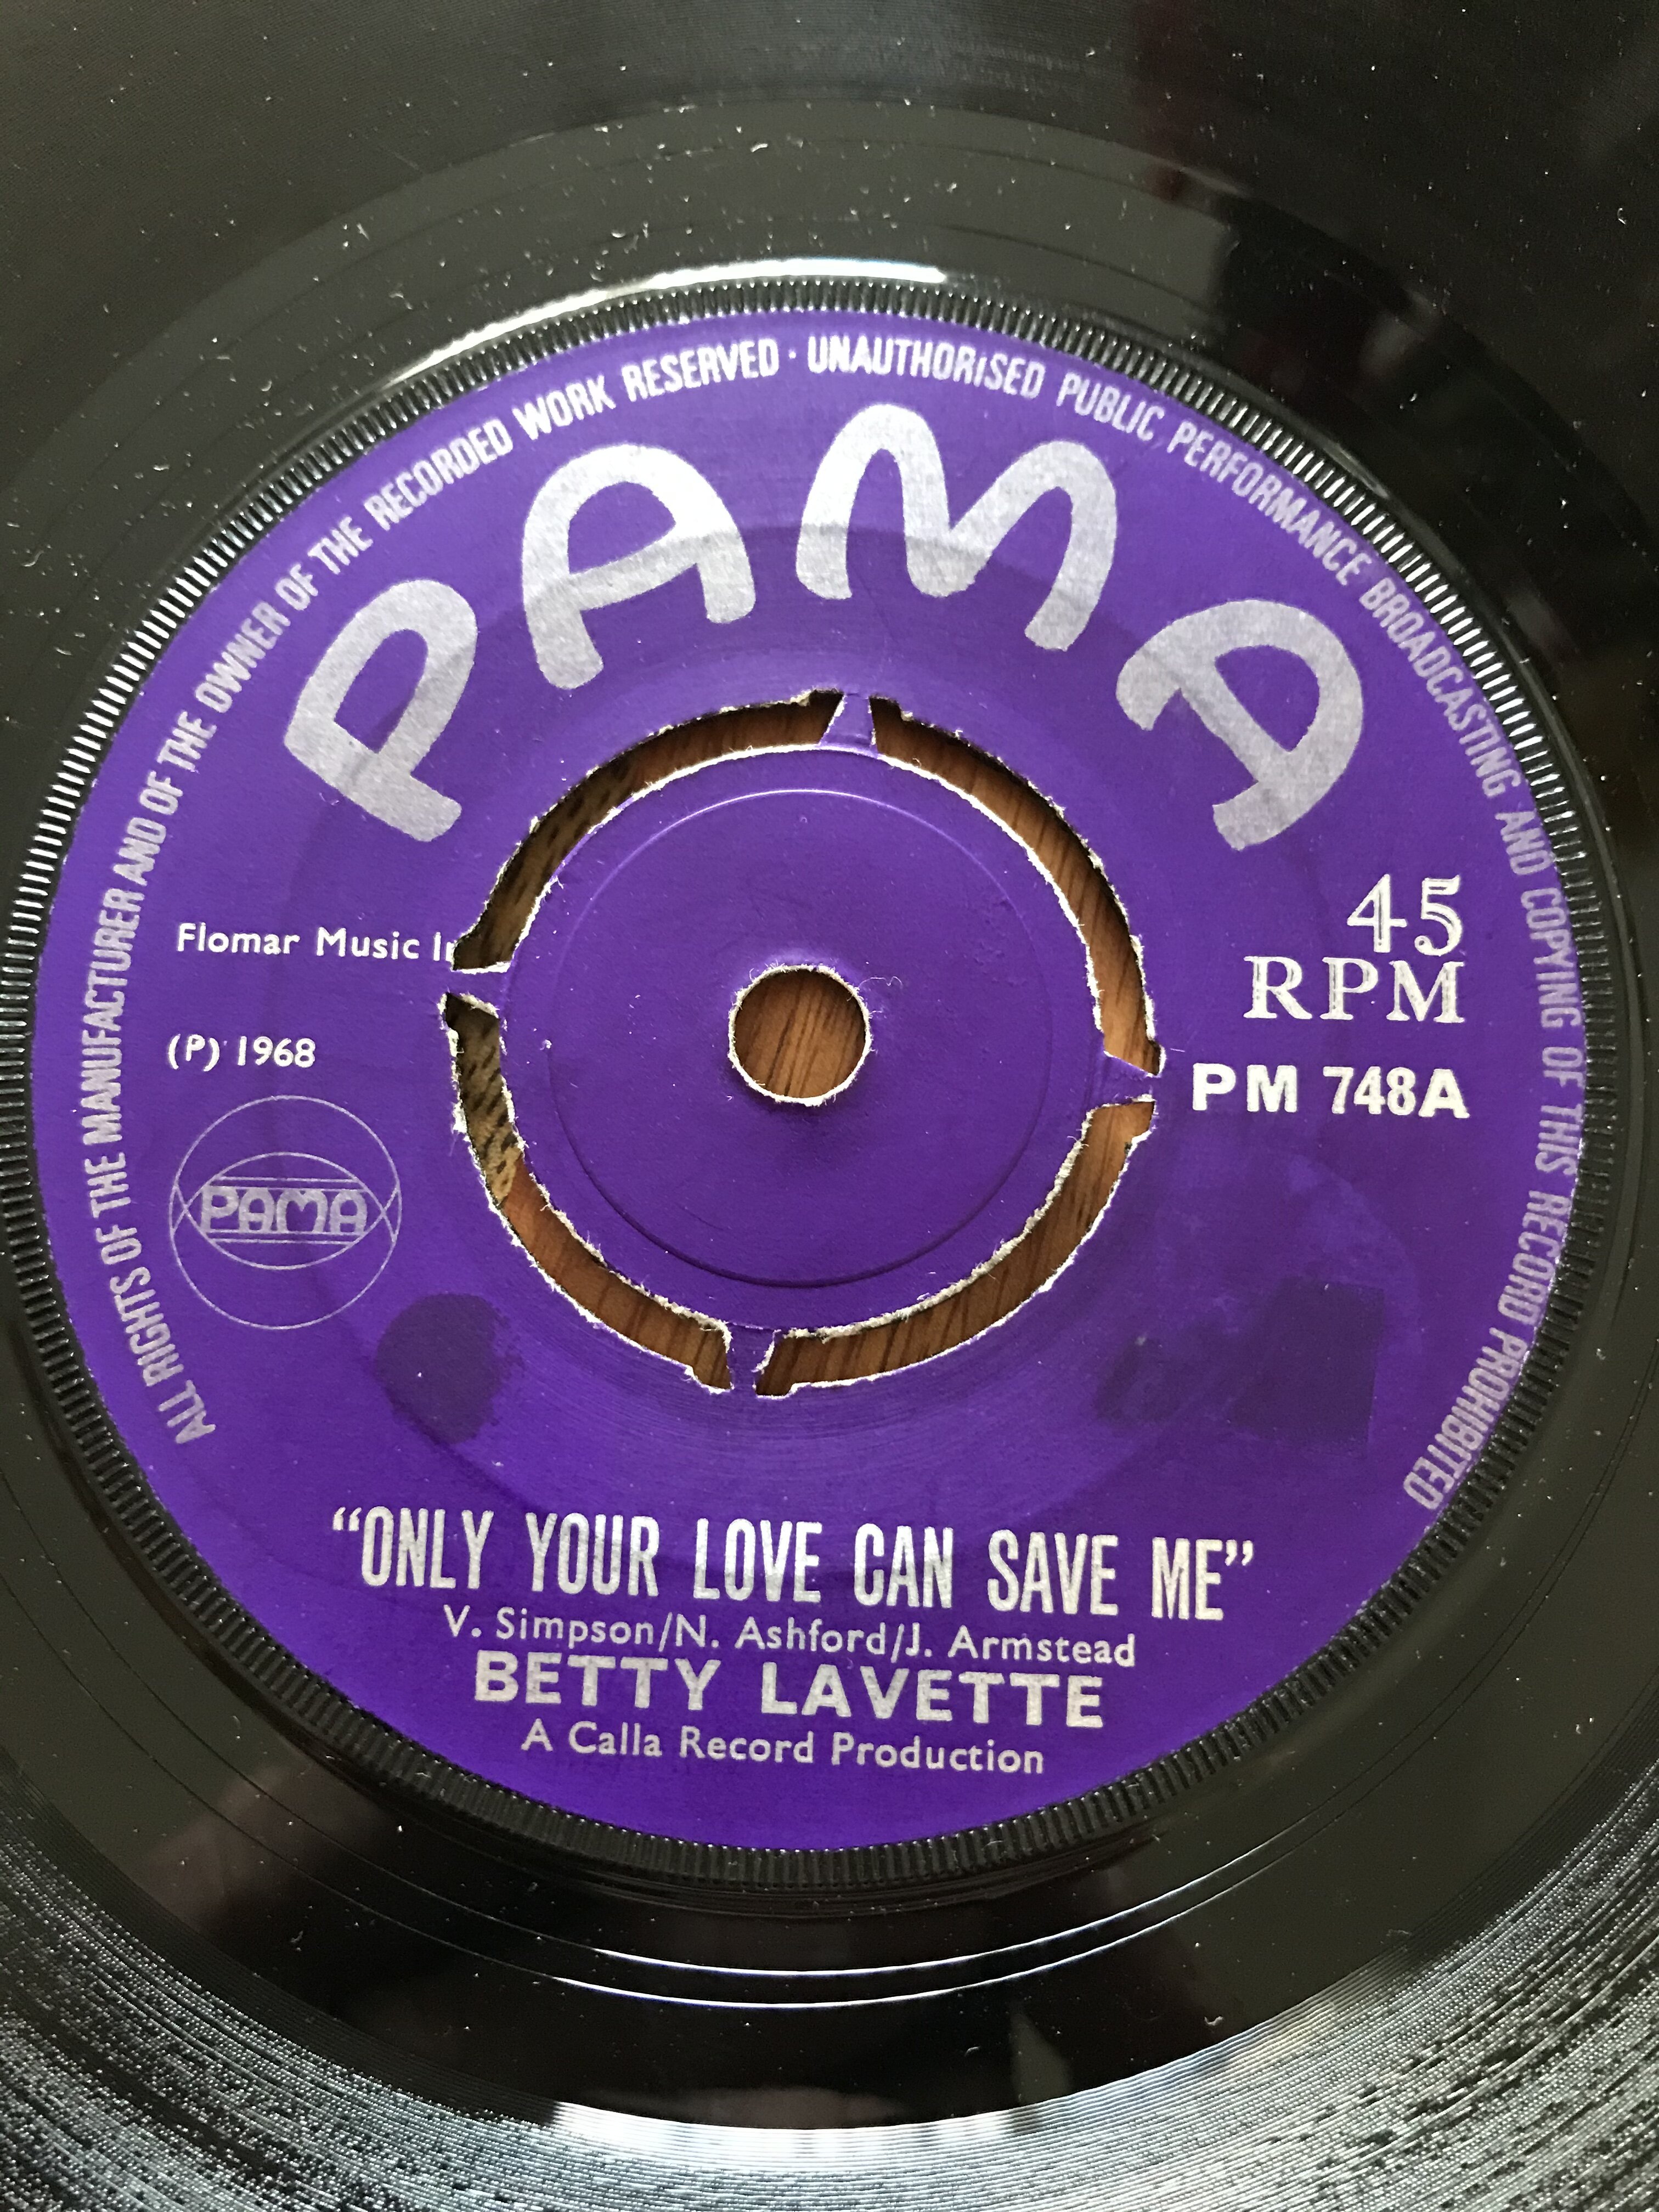 ALL RIGHTS OF THE MANUFACTURER AND OF THE OWNER OF THE RECORDED WORK RESERVED · UNAUTHORISED PUBLIC PERFORMANCE BROADCASTING AND COPYING OF THIS RECORD PROHIBITED
PAMA
Flomar Music
45
RPM
(P) 1968
PM 748A
PAMA
“ONLY YOUR LOVE CAN SAVE ME”
V. Simpson/N. Ashford/J. Armstead
BETTY LAVETTE
A Calla Record Production